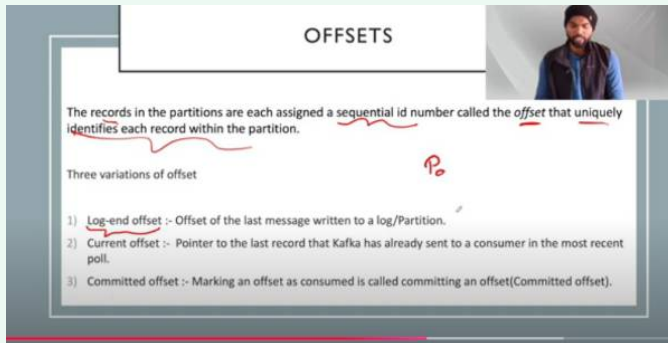 OFFSETS
The records in the partitions are each assigned a sequential id number called the offset that uniquely
identifies each record within the partition.
Three variations of offset
P0
1) Log-end offset :- Offset of the last message written to a log/Partition.
2) Current offset :- Pointer to the last record that Kafka has already sent to a consumer in the most recent
poll.
3) Committed offset :- Marking an offset as consumed is called committing an offset(Committed offset).